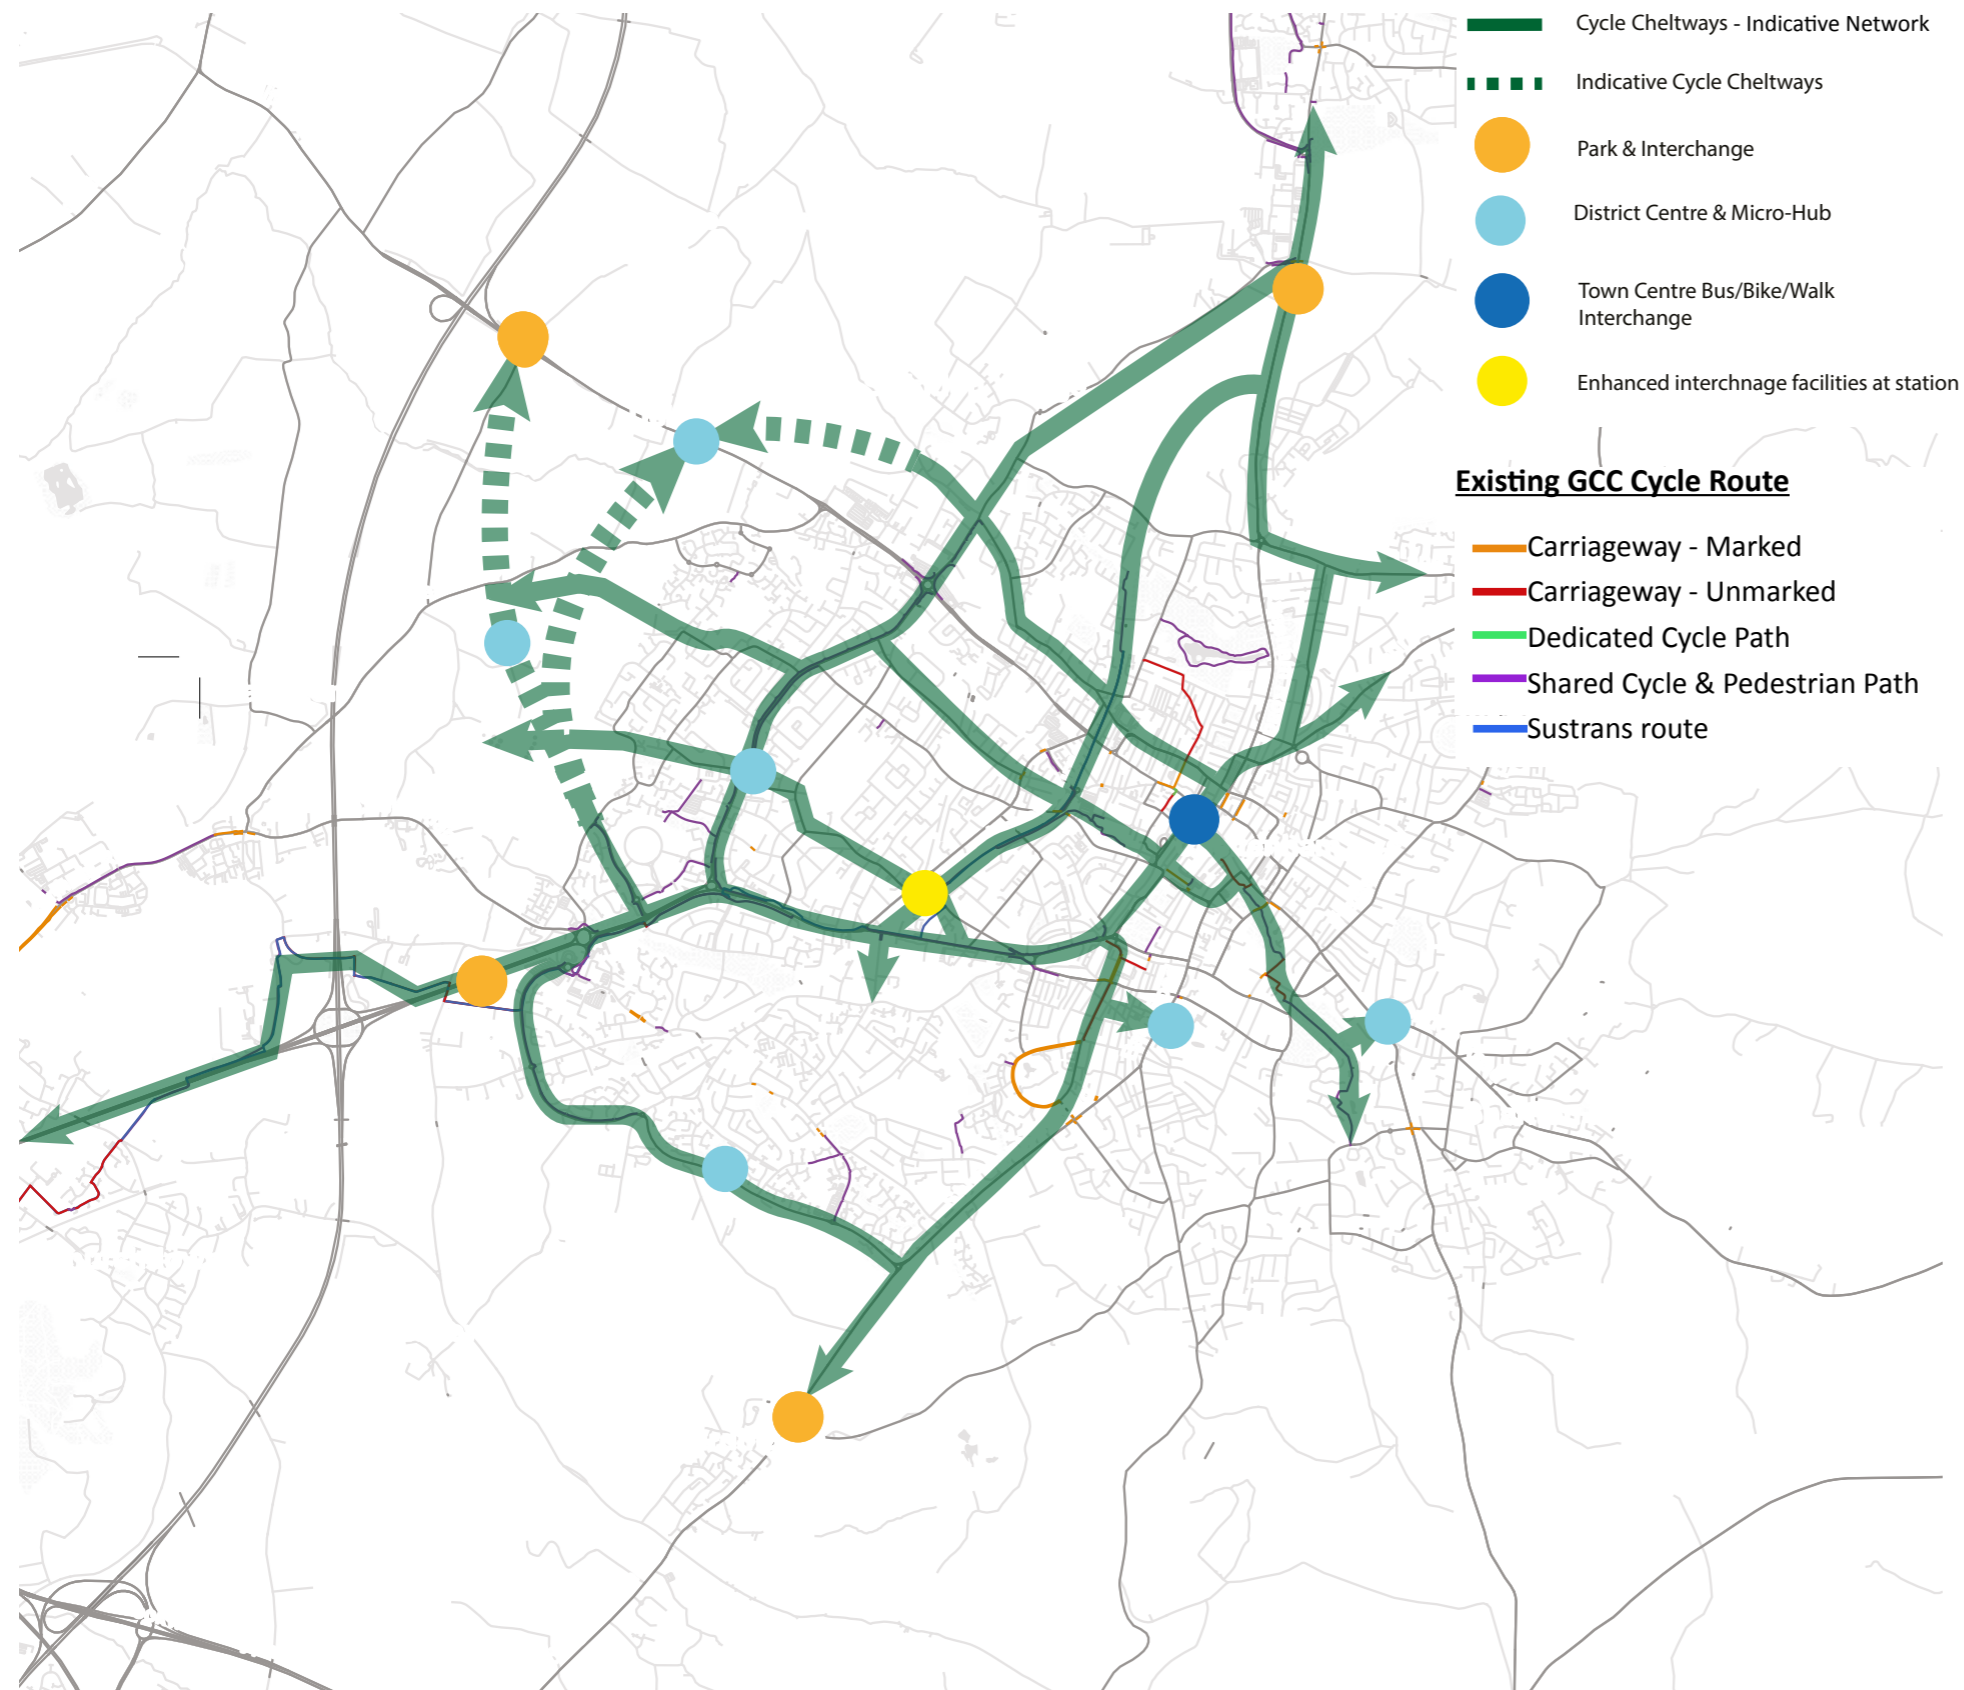 Cycle Cheltways - Indicative Network
Indicative Cycle Cheltways
Park & Interchange
District Centre & Micro-Hub
Town Centre Bus/Bike/Walk
Interchange
Enhanced interchnage facilities at station
Existing GCC Cycle Route
Carriageway - Marked
Carriageway - Unmarked
Dedicated Cycle Path
Shared Cycle & Pedestrian Path
Sustrans route